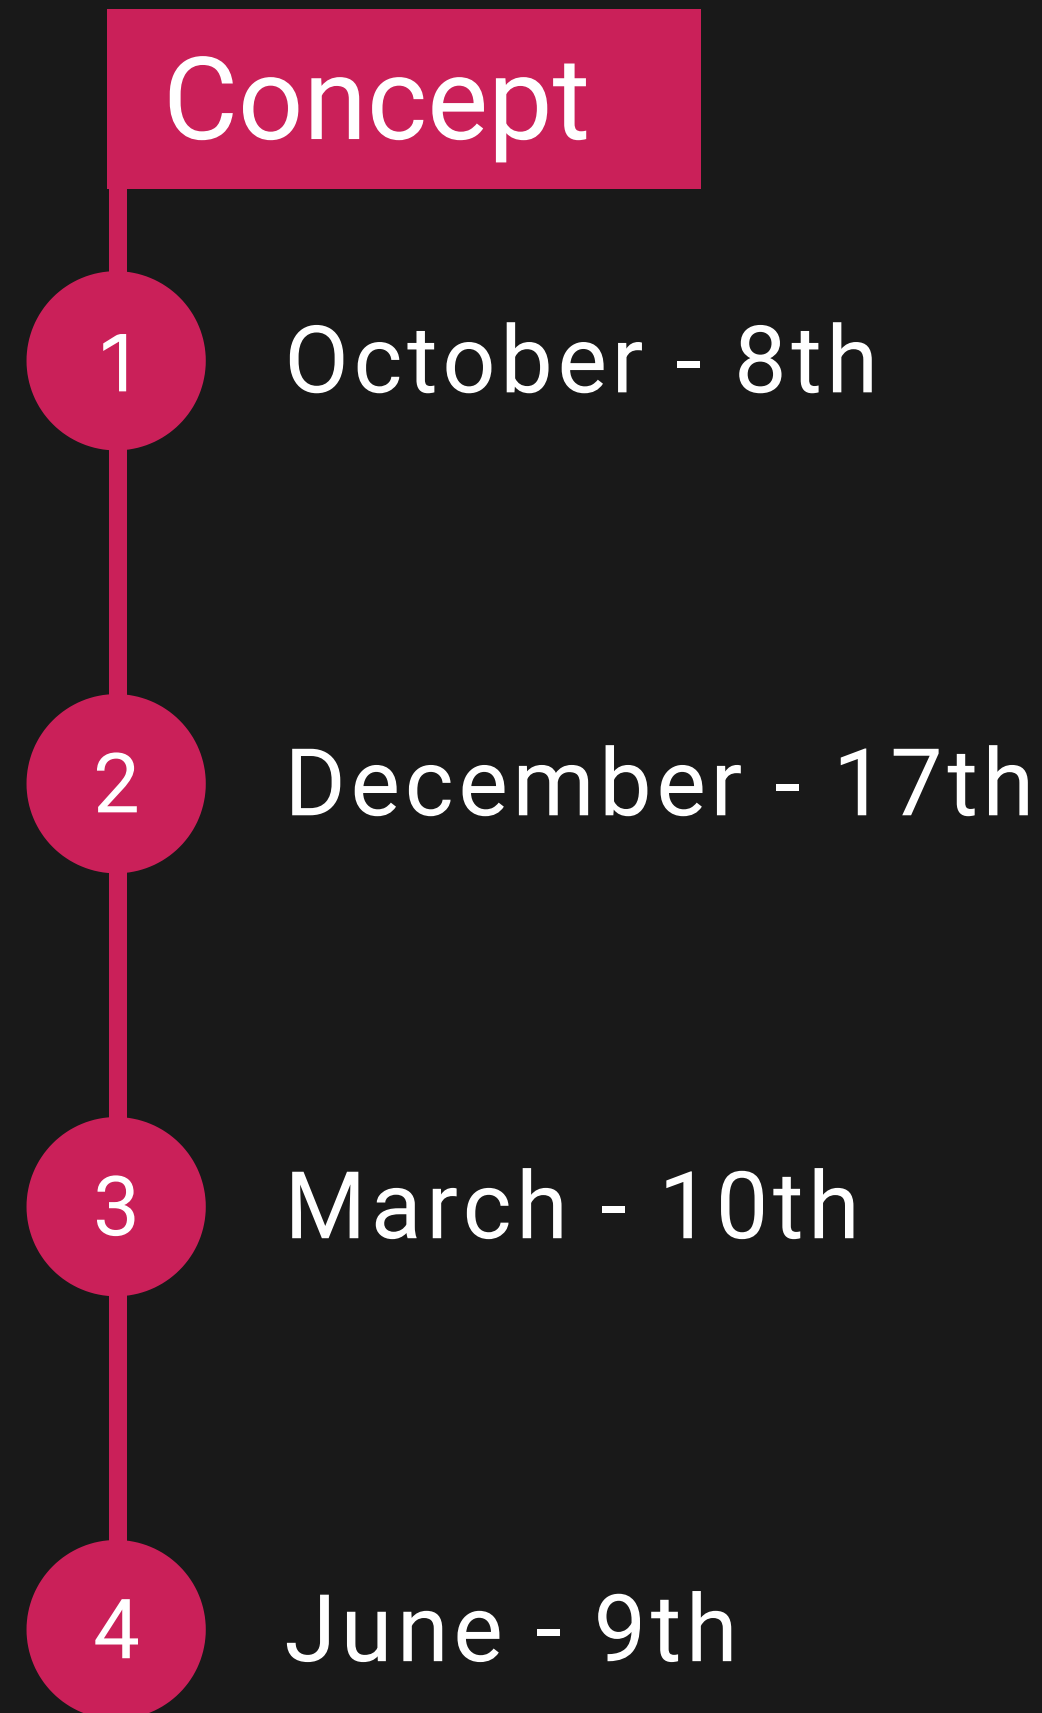 Concept
1 October - 8th
2 December - 17th
3 March - 10th
4 June - 9th